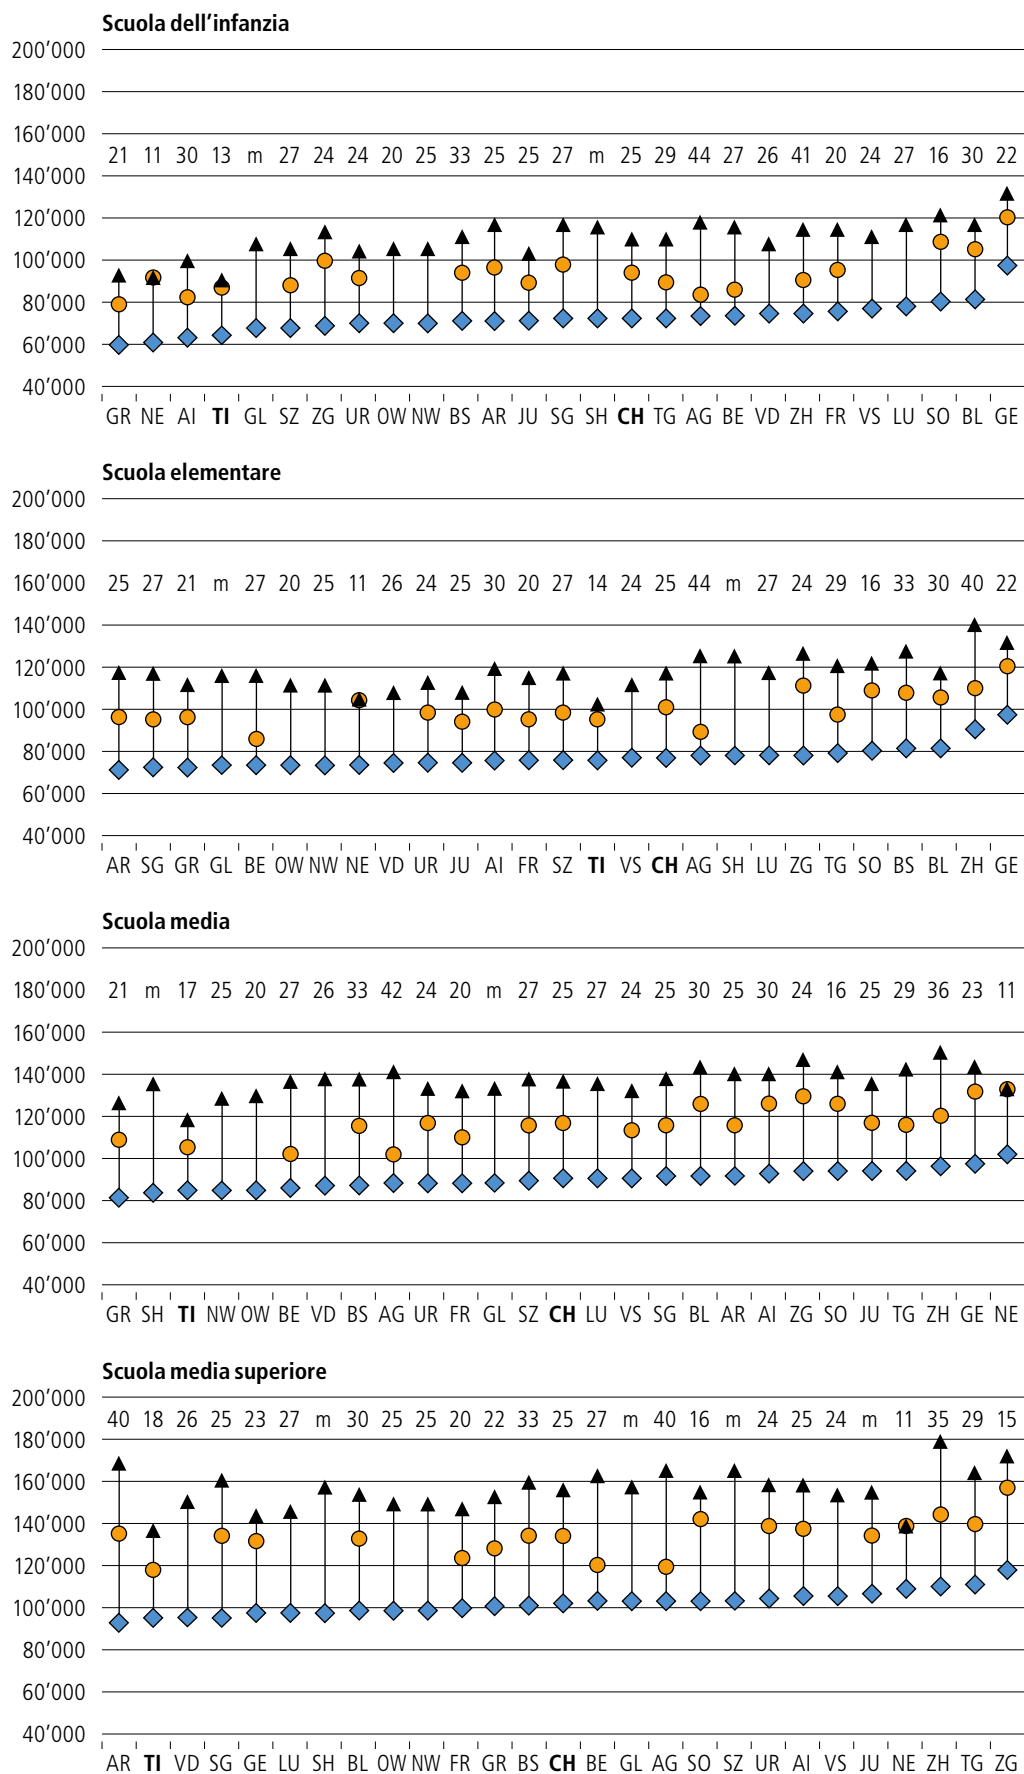 Scuola dell’infanzia
200’000
180’000
160’000
21 11 30 13 m 27 24 24 20 25 33 25 25 27 m 25 29 44 27 26 41 20 24 27 16 30 22
140’000
120’000
100’000
80’000
60’000
40’000
GR NE AI TI GL SZ ZG UR OW NW BS AR JU SG SH CH TG AG BE VD ZH FR VS LU SO BL GE
Scuola elementare
200’000
180’000
160’000 25 27 21 m 27 20 25 11 26 24 25 30 20 27 14 24 25 44 m 27 24 29 16 33 30 40 22
140’000
120’000
100’000
80’000
60’000
40’000
AR SG GR GL BE OW NW NE VD UR JU AI FR SZ TI VS CH AG SH LU ZG TG SO BS BL ZH GE
Scuola media
200’000
180’000 21 m 17 25 20 27 26 33 42 24 20 m 27 25 27 24 25 30 25 30 24 16 25 29 36 23 11
160’000
140’000
120’000
100’000
80’000
60’000
40’000
GR SH TI NW OW BE VD BS AG UR FR GL SZ CH LU VS SG BL AR AI ZG SO JU TG ZH GE NE
Scuola media superiore
200’000
40 18 26 25 23 27 m 30 25 25 20 22 33 25 27 m 40 16 m 24 25 24 m 11 35 29 15
180’000
160’000
140’000
120’000
100’000
80’000
60’000
40’000
AR TI VD SG GE LU SH BL OW NW FR GR BS CH BE GL AG SO SZ UR AI VS JU NE ZH TG ZG